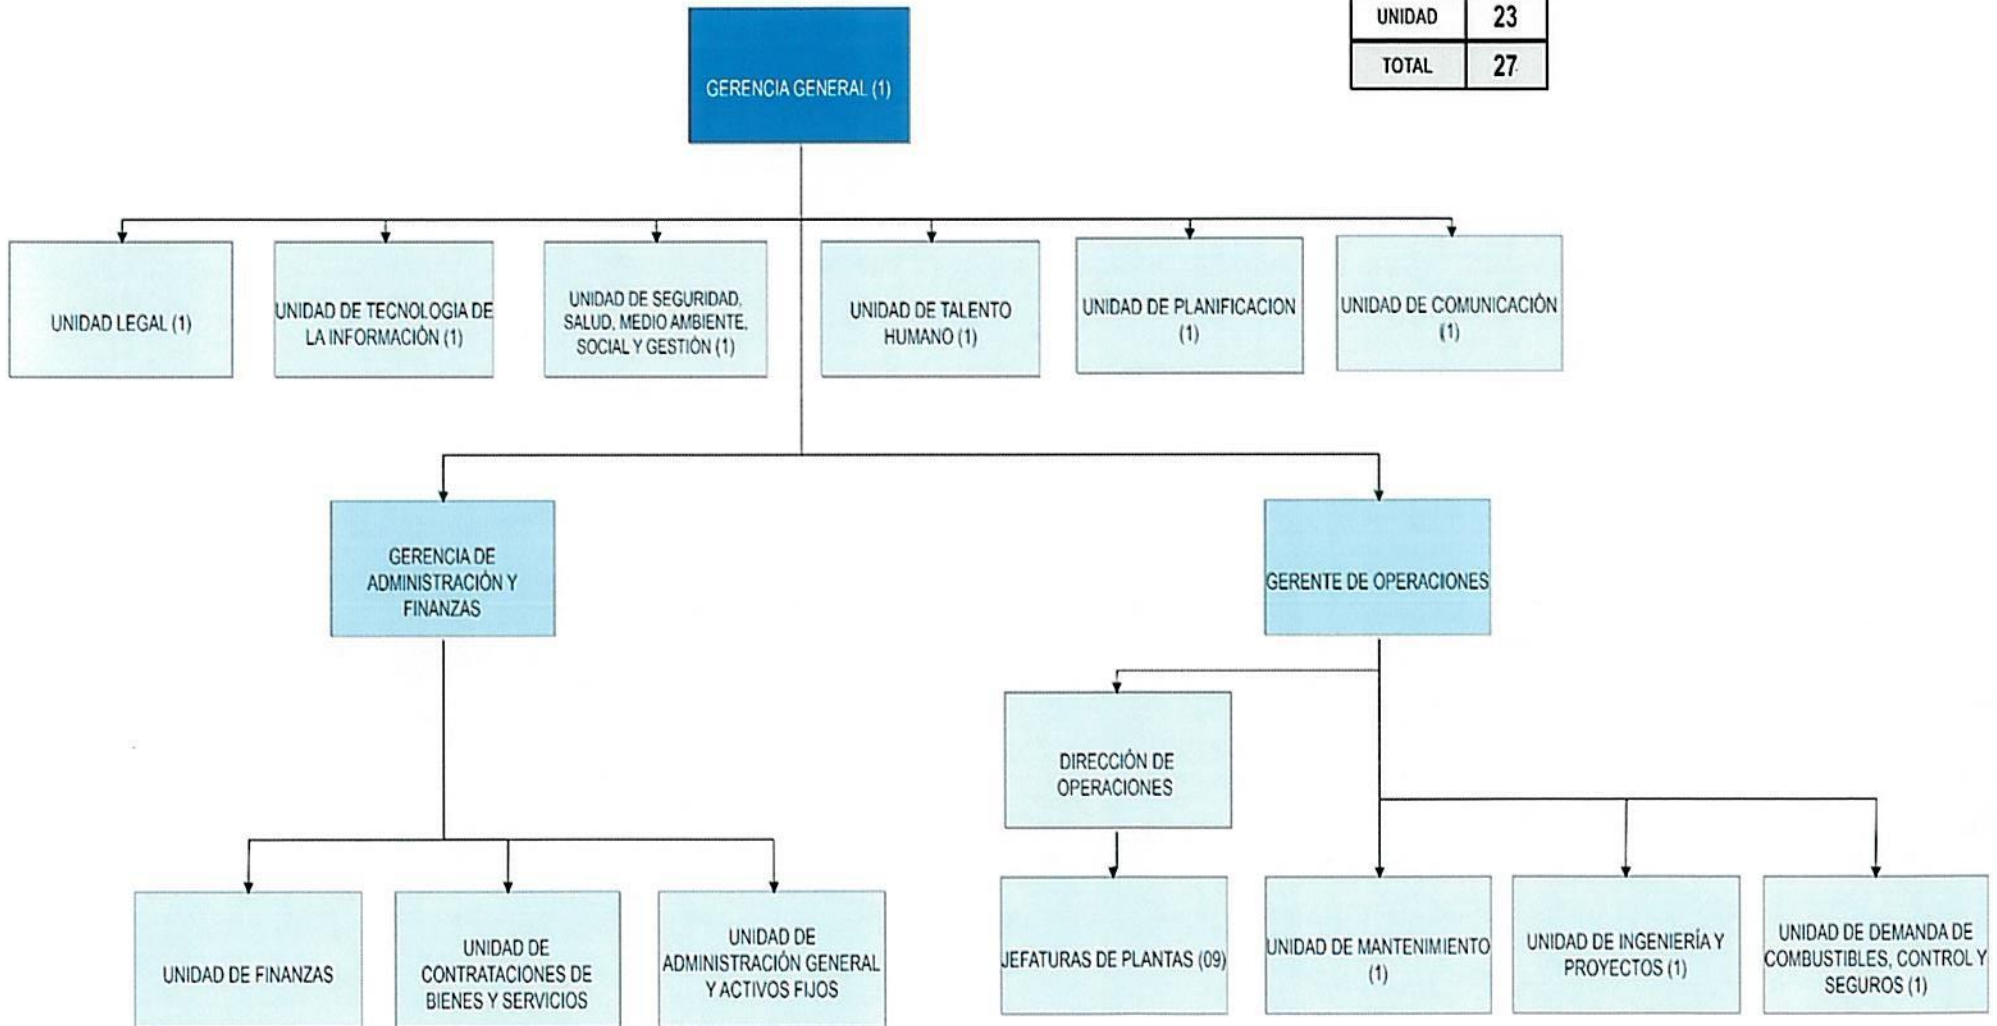 UNIDAD 23
TOTAL 27
GERENCIA GENERAL (1)
UNIDAD LEGAL (1)
UNIDAD DE TECNOLOGIA DE
LA INFORMACIÓN (1)
UNIDAD DE SEGURIDAD,
SALUD, MEDIO AMBIENTE,
SOCIAL Y GESTIÓN (1)
UNIDAD DE TALENTO
HUMANO (1)
UNIDAD DE PLANIFICACION
(1)
UNIDAD DE COMUNICACIÓN
(1)
GERENCIA DE
ADMINISTRACIÓN Y
FINANZAS
GERENTE DE OPERACIONES
DIRECCIÓN DE
OPERACIONES
UNIDAD DE FINANZAS
UNIDAD DE
CONTRATACIONES DE
BIENES Y SERVICIOS
UNIDAD DE
ADMINISTRACIÓN GENERAL
Y ACTIVOS FIJOS
JEFATURAS DE PLANTAS (09)
UNIDAD DE MANTENIMIENTO
(1)
UNIDAD DE INGENIERÍA Y
PROYECTOS (1)
UNIDAD DE DEMANDA DE
COMBUSTIBLES, CONTROL Y
SEGUROS (1)